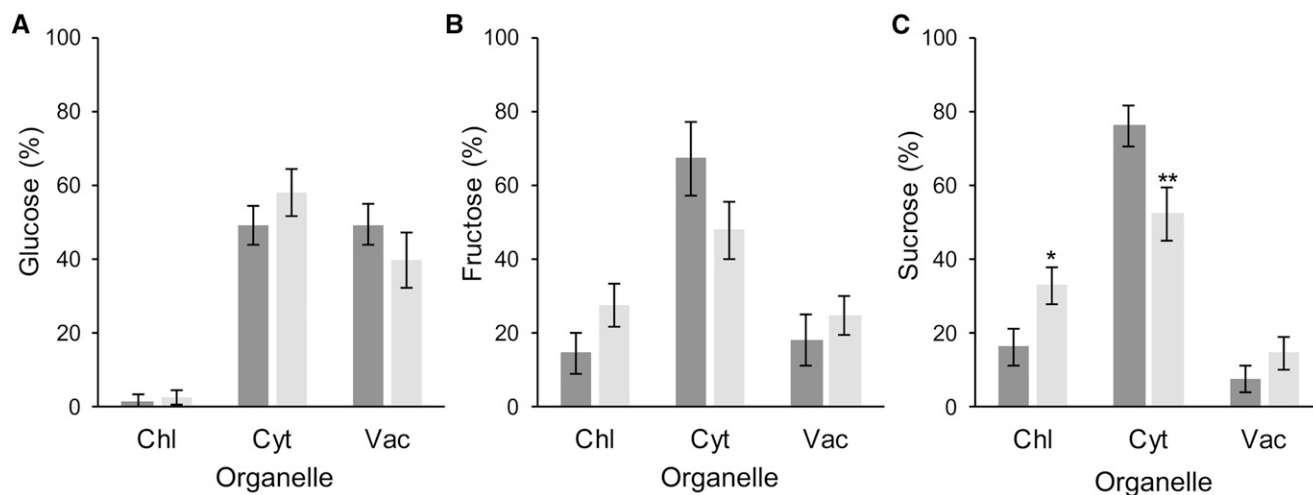 A
Glucose (%)
100
80
60
40
20
0
Chl Cyt Vac
Organelle
B
Fructose (%)
100
80
60
40
20
0
Chl Cyt Vac
Organelle
C
Sucrose (%)
100
80
60
40
20
0
*
**
Chl Cyt Vac
Organelle